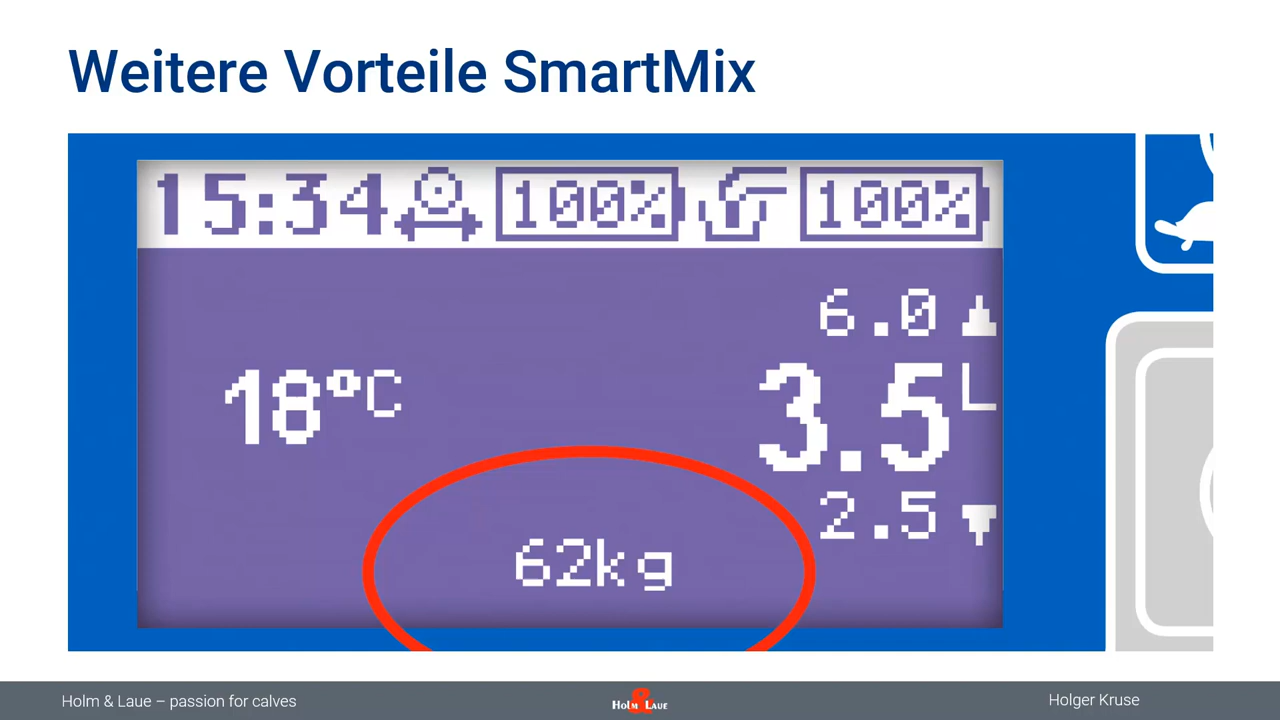 Weitere Vorteile SmartMix
15:34 100% 100%
6.0
18°C
3.5 L
2.5
62kg
Holm & Laue – passion for calves
Holm & Laue
Holger Kruse